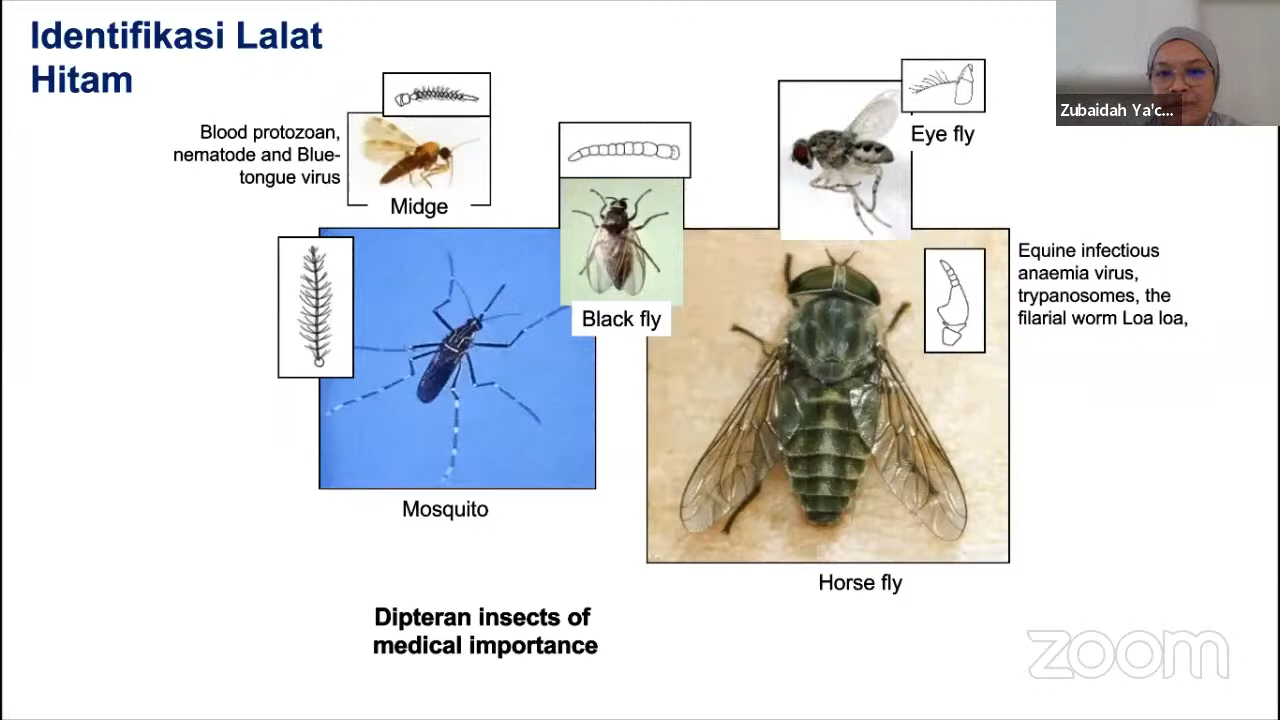 Identifikasi Lalat
Hitam
Zubaidah Ya'c...
Blood protozoan,
nematode and Blue-
tongue virus
Midge
Eye fly
Black fly
Equine infectious
anaemia virus,
trypanosomes, the
filarial worm Loa loa,
Mosquito
Horse fly
Dipteran insects of
medical importance
zoom